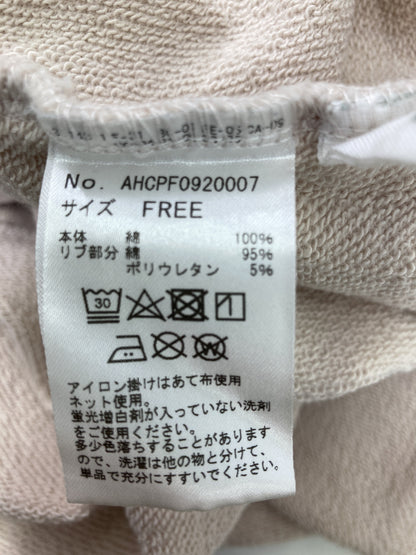 No. AHCPF0920007
サイズ FREE
本体 綿 100%
リブ部分 綿 95%
ポリウレタン 5%
30
アイロン掛けはあて布使用
ネット使用。
蛍光増白剤が入っていない洗剤
をご使用ください。
多少色落ちすることがあります
ので、洗濯は他の物と分けて、
単品で充分にすすいでください。